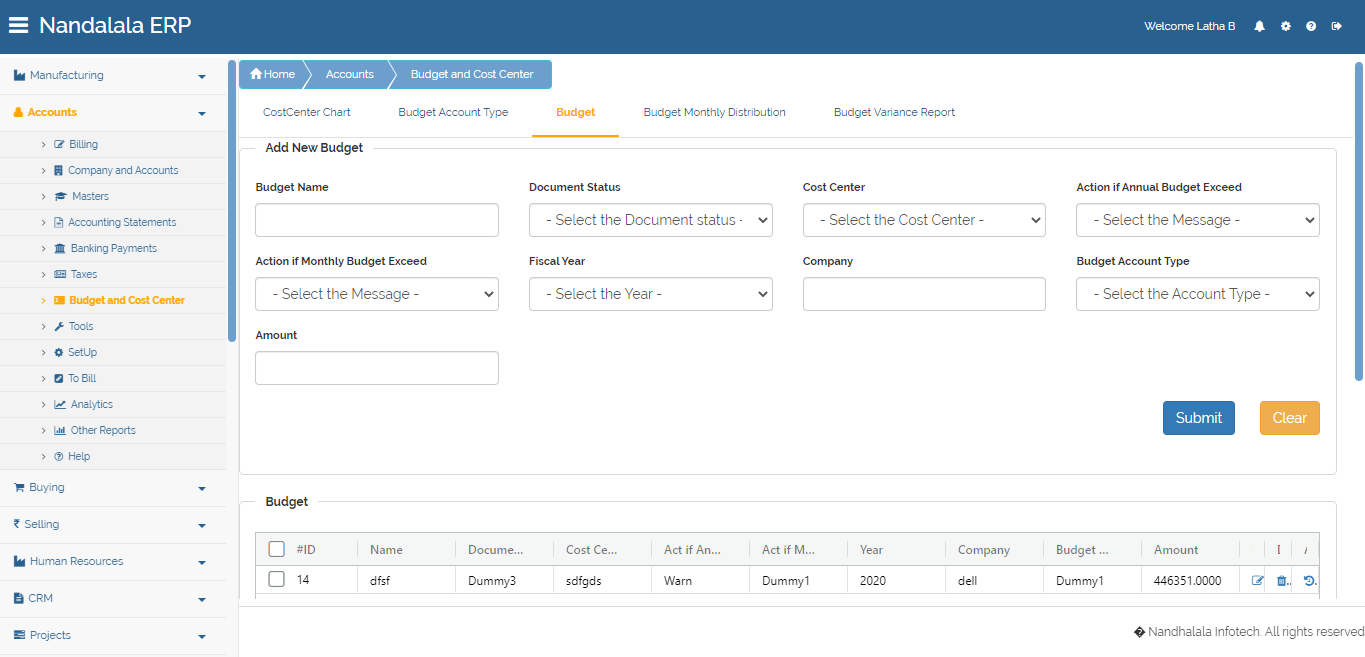 Nandalala ERP
Welcome Latha B
Manufacturing
Accounts
Billing
Company and Accounts
Masters
Accounting Statements
Banking Payments
Taxes
Budget and Cost Center
Tools
SetUp
To Bill
Analytics
Other Reports
Help
Buying
Selling
Human Resources
CRM
Projects
Home Accounts Budget and Cost Center
CostCenter Chart Budget Account Type Budget Budget Monthly Distribution Budget Variance Report
Add New Budget
Budget Name Document Status Cost Center Action if Annual Budget Exceed
- Select the Document status - - Select the Cost Center - - Select the Message -
Action if Monthly Budget Exceed Fiscal Year Company Budget Account Type
- Select the Message - - Select the Year - - Select the Account Type -
Amount
Submit Clear
Budget
#ID Name Docume... Cost Ce... Act if An... Act if M... Year Company Budget ... Amount
14 dfsf Dummy3 sdfgds Warn Dummy1 2020 dell Dummy1 446351.0000
� Nandhalala Infotech. All rights reserved